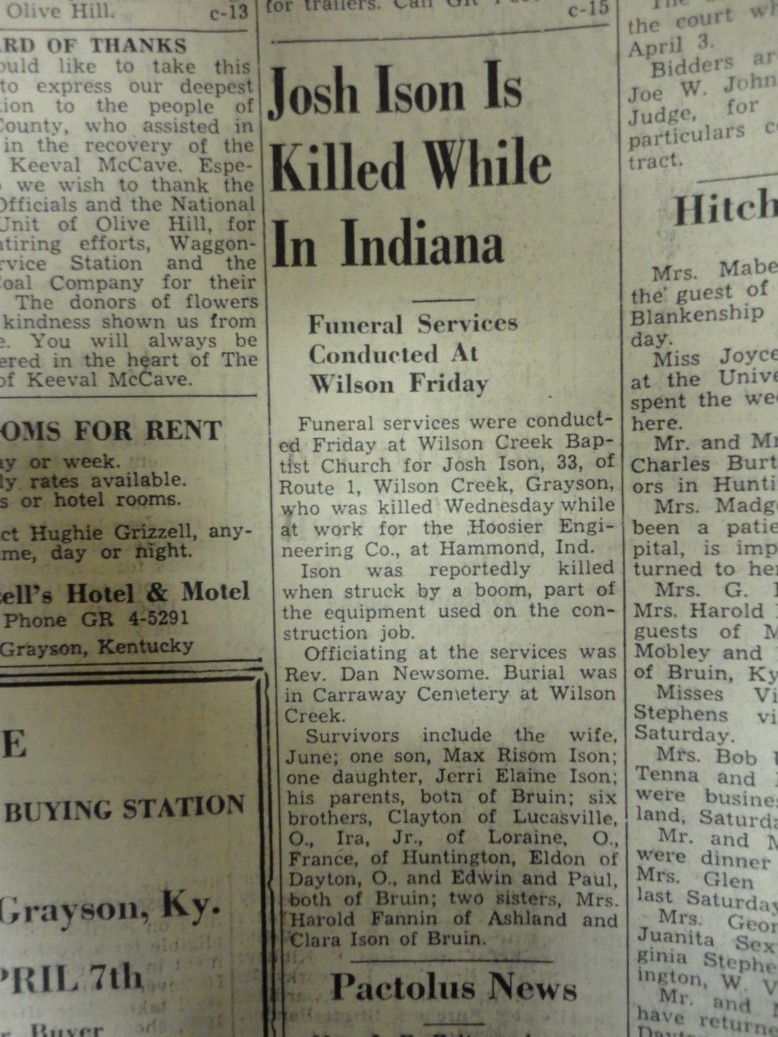 Olive Hill. c-13
ARD OF THANKS
ould like to take this
to express our deepest
tion to the people of
County, who assisted in
in the recovery of the
Keeval McCave. Espe-
we wish to thank the
Officials and the National
Unit of Olive Hill, for
ntiring efforts, Waggon-
rvice Station and the
Coal Company for their
The donors of flowers
kindness shown us from
e. You will always be
ered in the heart of The
of Keeval McCave.
OMS FOR RENT
ay or week.
ly rates available.
s or hotel rooms.
ct Hughie Grizzell, any-
me, day or night.
zell's Hotel & Motel
Phone GR 4-5291
Grayson, Kentucky
E
BUYING STATION
Grayson, Ky.
PRIL 7th
r Buyer
for trailers. Call GR
c-15
Josh Ison Is
Killed While
In Indiana
Funeral Services
Conducted At
Wilson Friday
Funeral services were conduct-
ed Friday at Wilson Creek Bap-
tist Church for Josh Ison, 33, of
Route 1, Wilson Creek, Grayson,
who was killed Wednesday while
at work for the Hoosier Engi-
neering Co., at Hammond, Ind.
Ison was reportedly killed
when struck by a boom, part of
the equipment used on the con-
struction job.
Officiating at the services was
Rev. Dan Newsome. Burial was
in Carraway Cemetery at Wilson
Creek.
Survivors include the wife,
June; one son, Max Risom Ison;
one daughter, Jerri Elaine Ison;
his parents, both of Bruin; six
brothers, Clayton of Lucasville,
O., Ira, Jr., of Loraine, O.,
France, of Huntington, Eldon of
Dayton, O., and Edwin and Paul,
both of Bruin; two sisters, Mrs.
Harold Fannin of Ashland and
Clara Ison of Bruin.
Pactolus News
the court wh
April 3.
Bidders ar
Joe W. John
Judge, for
particulars c
tract.
Hitch
Mrs. Mabe
the guest of
Blankenship
day.
Miss Joyce
at the Unive
spent the wee
here.
Mr. and Mr
Charles Burt
ors in Hunti
Mrs. Madg
been a patie
pital, is imp
turned to her
Mrs. G.
Mrs. Harold
guests of M
Mobley and
of Bruin, Ky
Misses Vi
Stephens vi
Saturday.
Mrs. Bob
Tenna and
were busines
land, Saturda
Mr. and M
were dinner
Mrs. Glen
last Saturday
Mrs. Geor
Juanita Sex
ginia Stephe
ington, W. V
Mr. and
have returne